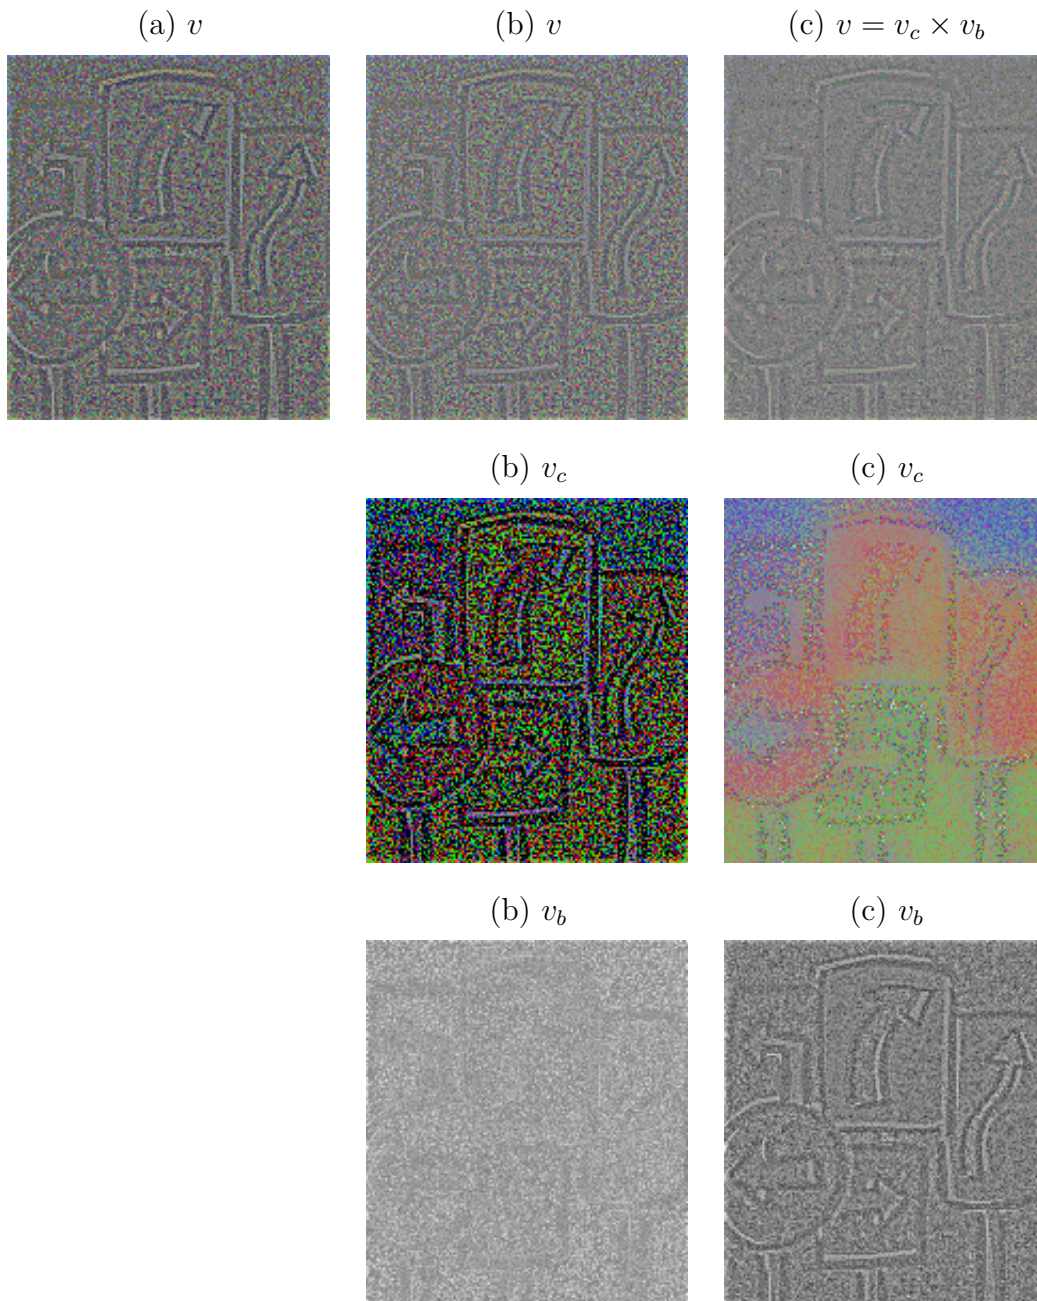 (a) v
(b) v
(c) v = v_c × v_b
(b) v_c
(c) v_c
(b) v_b
(c) v_b